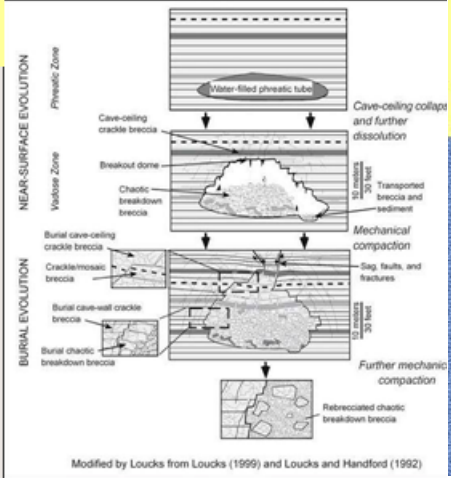 NEAR-SURFACE EVOLUTION
Phreatic Zone
Water-filled phreatic tube
Cave-ceiling collaps
and further
dissolution
Vadose Zone
Cave-ceiling
crackle breccia
Breakout dome
Chaotic
breakdown
breccia
10 meters
30 feet
Transported
breccia and
sediment
Mechanical
compaction
BURIAL EVOLUTION
Burial cave-ceiling
crackle breccia
Crackle/mosaic
breccia
Sag, faults, and
fractures
Burial cave-wall crackle
breccia
10 meters
30 feet
Burial chaotic
breakdown breccia
Further mechanic
compaction
Rebrecciated chaotic
breakdown breccia
Modified by Loucks from Loucks (1999) and Loucks and Handford (1992)